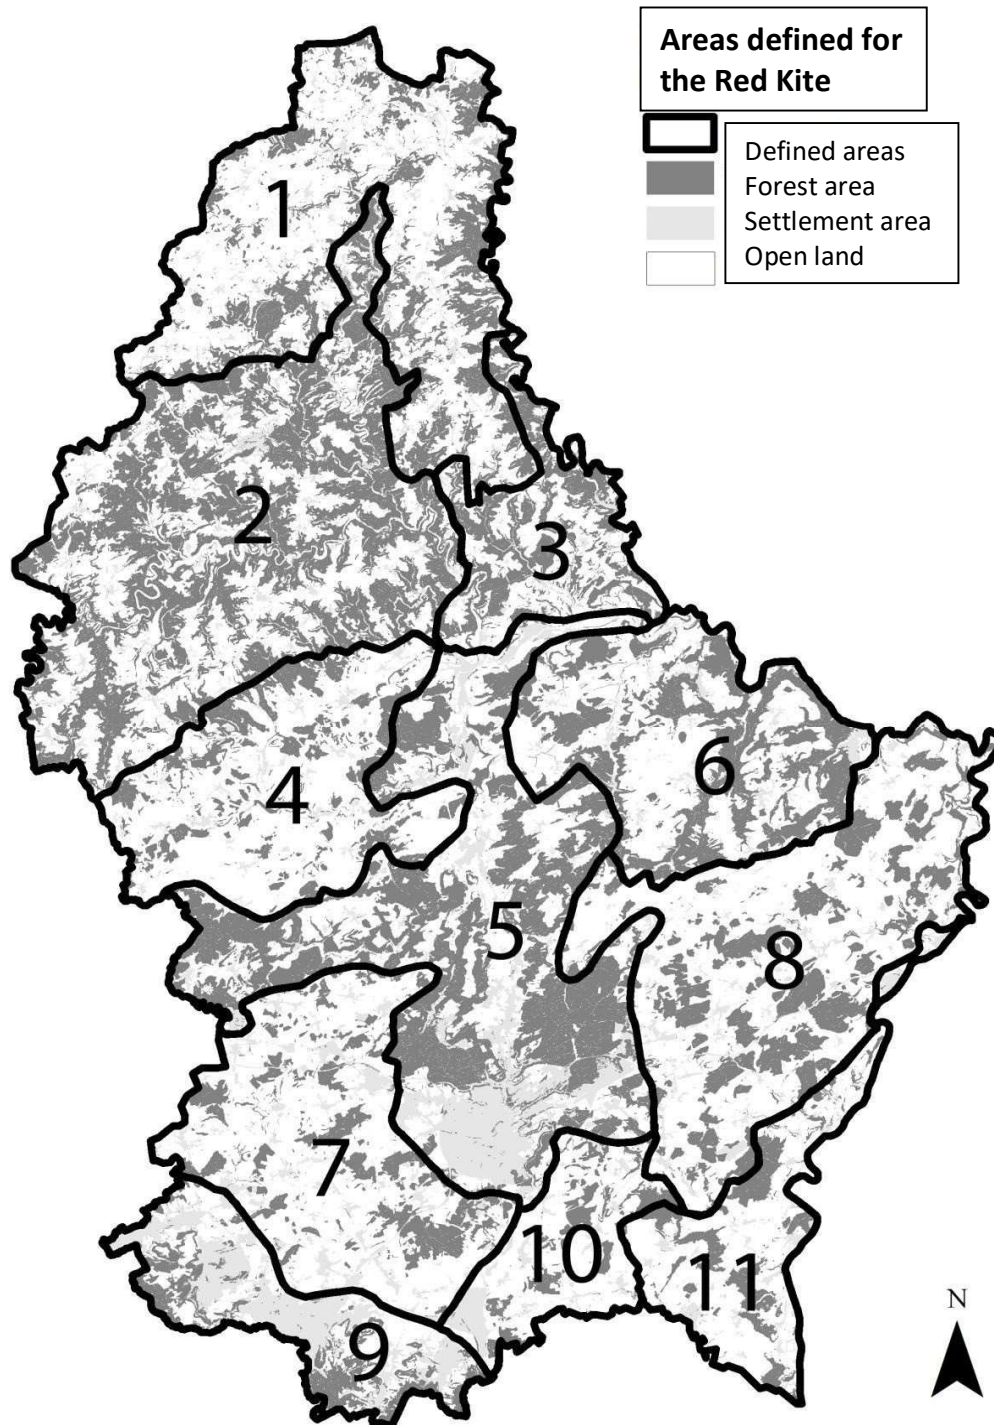 Areas defined for
the Red Kite
Defined areas
Forest area
Settlement area
Open land
1
2
3
4
6
5
8
7
10
11
9
N